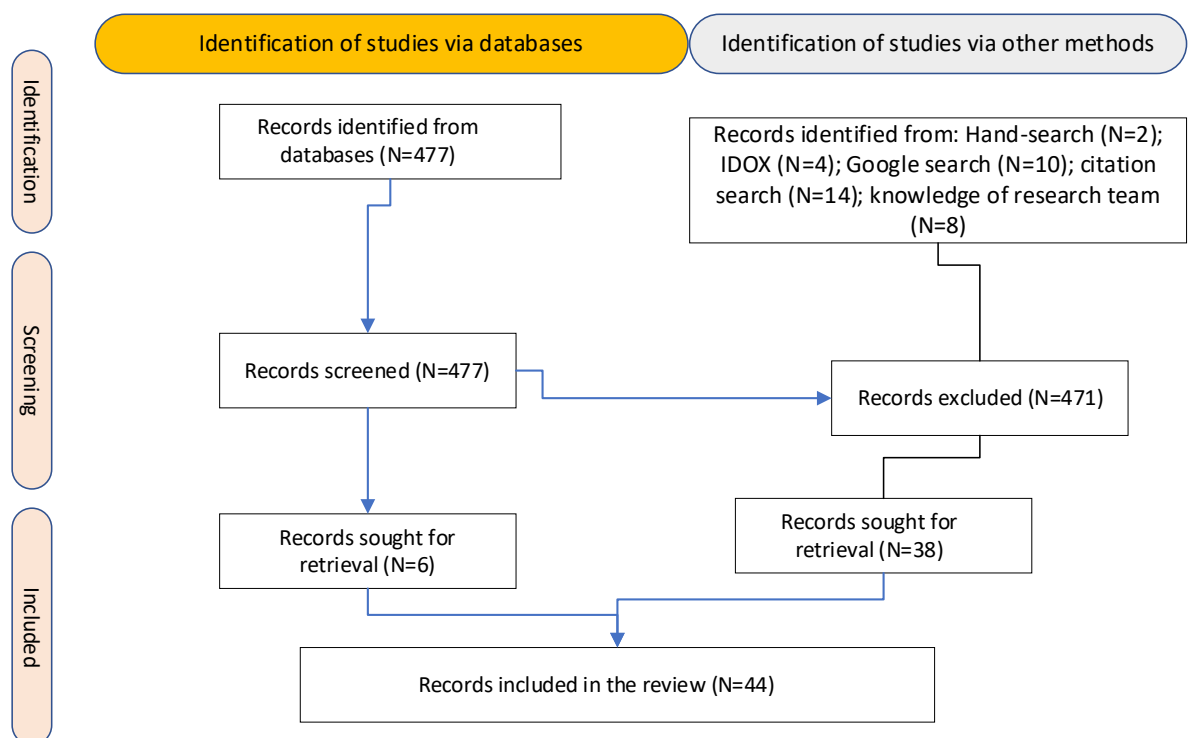 Identification of studies via databases
Identification of studies via other methods
Identification
Records identified from
databases (N=477)
Records identified from: Hand-search (N=2);
IDOX (N=4); Google search (N=10); citation
search (N=14); knowledge of research team
(N=8)
Screening
Records screened (N=477)
Records excluded (N=471)
Included
Records sought for
retrieval (N=6)
Records sought for
retrieval (N=38)
Records included in the review (N=44)